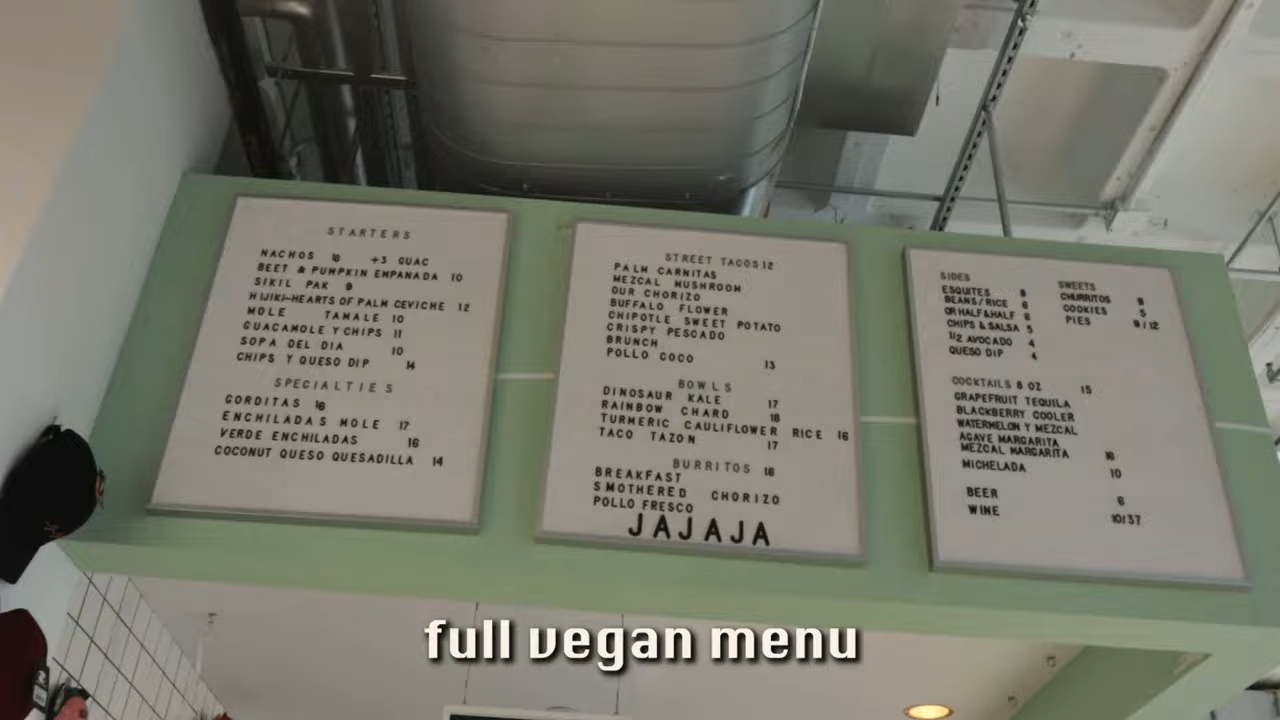 STARTERS
NACHOS 16 +3 GUAC
BEET & PUMPKIN EMPANADA 10
SIKIL PAK 9
HIJIKI-HEARTS OF PALM CEVICHE 12
MOLE TAMALE 10
GUACAMOLE Y CHIPS 11
SOPA DEL DIA 10
CHIPS Y QUESO DIP 14
SPECIALTIES
GORDITAS 16
ENCHILADAS MOLE 17
VERDE ENCHILADAS 16
COCONUT QUESO QUESADILLA 14
STREET TACOS 12
PALM CARNITAS
MEZCAL MUSHROOM
OUR CHORIZO
BUFFALO FLOWER
CHIPOTLE SWEET POTATO
CRISPY PESCADO
BRUNCH
POLLO COCO 13
BOWLS
DINOSAUR KALE 17
RAINBOW CHARD 16
TURMERIC CAULIFLOWER RICE 16
TACO TAZON 17
BURRITOS 16
BREAKFAST
SMOTHERED CHORIZO
POLLO FRESCO
JAJAJA
SIDES
ESQUITES
BEANS/RICE 6
OR HALF & HALF 6
CHIPS & SALSA 5
1/2 AVOCADO 4
QUESO DIP 4
SWEETS
CHURRITOS
COOKIES 5
PIES 9/12
COCKTAILS 8 OZ 15
GRAPEFRUIT TEQUILA
BLACKBERRY COOLER
WATERMELON Y MEZCAL
AGAVE MARGARITA
MEZCAL MARGARITA 16
MICHELADA 10
BEER 6
WINE 10/37
full vegan menu